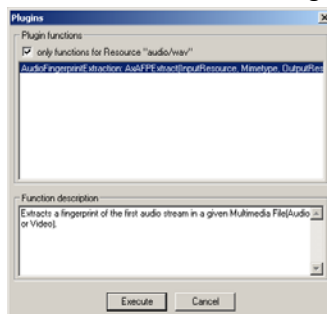 Plugins
Plugin functions
only functions for Resource "audio/wav"
AudioFingerprintExtraction: AxAFPExtract(InputResource, Mimetype, OutputRes
Function description
Extracts a fingerprint of the first audio stream in a given Multimedia File(Audio
or Video).
Execute
Cancel